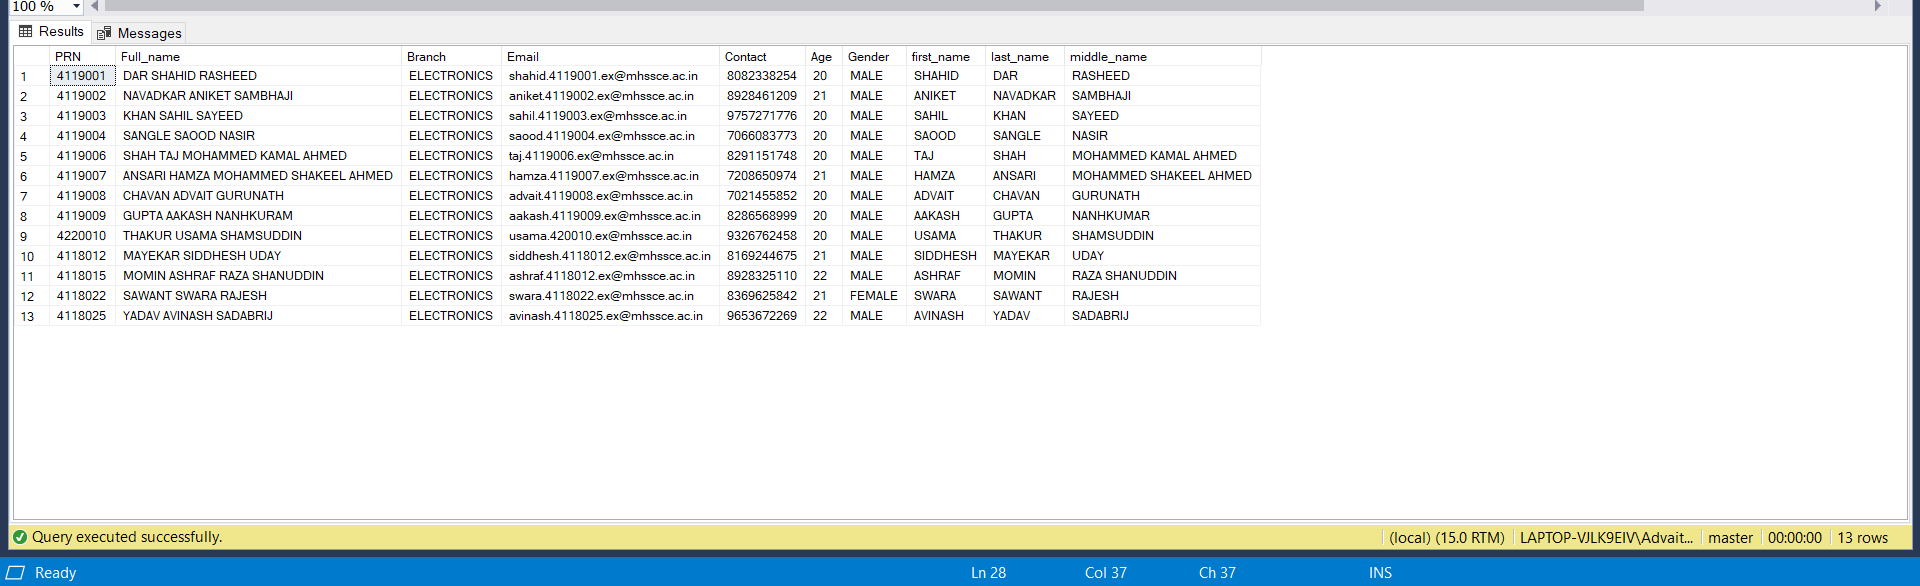 100 %
Results Messages
PRN Full_name Branch Email Contact Age Gender first_name last_name middle_name
1 4119001 DAR SHAHID RASHEED ELECTRONICS shahid.4119001.ex@mhssce.ac.in 8082338254 20 MALE SHAHID DAR RASHEED
2 4119002 NAVADKAR ANIKET SAMBHAJI ELECTRONICS aniket.4119002.ex@mhssce.ac.in 8928461209 21 MALE ANIKET NAVADKAR SAMBHAJI
3 4119003 KHAN SAHIL SAYEED ELECTRONICS sahil.4119003.ex@mhssce.ac.in 9757271776 20 MALE SAHIL KHAN SAYEED
4 4119004 SANGLE SAOOD NASIR ELECTRONICS saood.4119004.ex@mhssce.ac.in 7066083773 20 MALE SAOOD SANGLE NASIR
5 4119006 SHAH TAJ MOHAMMED KAMAL AHMED ELECTRONICS taj.4119006.ex@mhssce.ac.in 8291151748 20 MALE TAJ SHAH MOHAMMED KAMAL AHMED
6 4119007 ANSARI HAMZA MOHAMMED SHAKEEL AHMED ELECTRONICS hamza.4119007.ex@mhssce.ac.in 7208650974 21 MALE HAMZA ANSARI MOHAMMED SHAKEEL AHMED
7 4119008 CHAVAN ADVAIT GURUNATH ELECTRONICS advait.4119008.ex@mhssce.ac.in 7021455852 20 MALE ADVAIT CHAVAN GURUNATH
8 4119009 GUPTA AAKASH NANHKURAM ELECTRONICS aakash.4119009.ex@mhssce.ac.in 8286568999 20 MALE AAKASH GUPTA NANHKUMAR
9 4220010 THAKUR USAMA SHAMSUDDIN ELECTRONICS usama.420010.ex@mhssce.ac.in 9326762458 20 MALE USAMA THAKUR SHAMSUDDIN
10 4118012 MAYEKAR SIDDHESH UDAY ELECTRONICS siddhesh.4118012.ex@mhssce.ac.in 8169244675 21 MALE SIDDHESH MAYEKAR UDAY
11 4118015 MOMIN ASHRAF RAZA SHANUDDIN ELECTRONICS ashraf.4118012.ex@mhssce.ac.in 8928325110 22 MALE ASHRAF MOMIN RAZA SHANUDDIN
12 4118022 SAWANT SWARA RAJESH ELECTRONICS swara.4118022.ex@mhssce.ac.in 8369625842 21 FEMALE SWARA SAWANT RAJESH
13 4118025 YADAV AVINASH SADABRIJ ELECTRONICS avinash.4118025.ex@mhssce.ac.in 9653672269 22 MALE AVINASH YADAV SADABRIJ
Query executed successfully. (local) (15.0 RTM) LAPTOP-VJLK9EIV\Advait... master 00:00:00 13 rows
Ready Ln 28 Col 37 Ch 37 INS